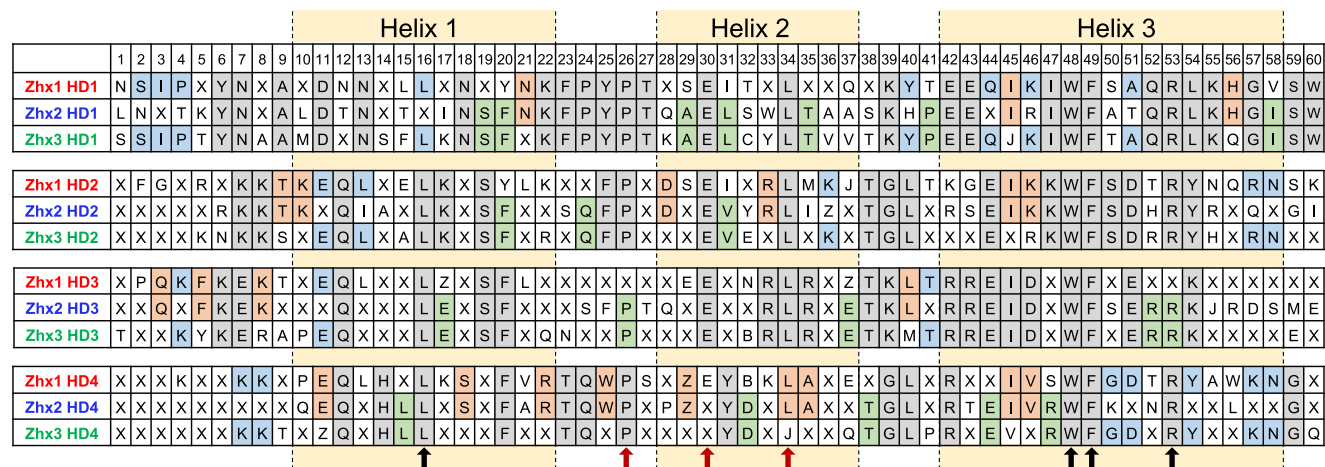 Helix 1 Helix 2 Helix 3
1 2 3 4 5 6 7 8 9 10 11 12 13 14 15 16 17 18 19 20 21 22 23 24 25 26 27 28 29 30 31 32 33 34 35 36 37 38 39 40 41 42 43 44 45 46 47 48 49 50 51 52 53 54 55 56 57 58 59 60
Zhx1 HD1 N S I P X Y N X A X D N N X L L X N X Y N K F P Y P T X S E I T X L X X Q X K Y T E E Q I K I W F S A Q R L K H G V S W
Zhx2 HD1 L N X T K Y N X A L D T N X T X I N S F N K F P Y P T Q A E L S W L T A A S K H P E E X I R I W F A T Q R L K H G I S W
Zhx3 HD1 S S I P T Y N A A M D X N S F L K N S F X K F P Y P T K A E L C Y L T V V T K Y P E E Q J K I W F T A Q R L K Q G I S W
Zhx1 HD2 X F G X R X K K T K E Q L X E L K X S Y L K X X F P X D S E I X R L M K J T G L T K G E I K K W F S D T R Y N Q R N S K
Zhx2 HD2 X X X X X R K K T K X Q I A X L K X S F X X S Q F P X D X E V Y R L I Z X T G L X R S E I K K W F S D H R Y R X Q X G I
Zhx3 HD2 X X X X K N K K S X E Q L X A L K X S F X R X Q F P X X X E V E X L X K X T G L X X X E X R K W F S D R R Y H X R N X X
Zhx1 HD3 X P Q K F K E K T X E Q L X X L Z X S F L X X X X X X X E E X N R L R X Z T K L T R R E I D X W F X E X X K X X X X X X
Zhx2 HD3 X X Q X F K E K X X X Q X X X L E X S F X X X S F P T Q X E X X R L R X E T K L X R R E I D X W F S E R R K J R D S M E
Zhx3 HD3 T X X K Y K E R A P E Q X X X L E X S F X Q N X X P X X X E X B R L R X E T K M T R R E I D X W F X E R R K X X X X E X
Zhx1 HD4 X X X K X X K K X P E Q L H X L K S X F V R T Q W P S X Z E Y B K L A X E X G L X R X X I V S W F G D T R Y A W K N G X
Zhx2 HD4 X X X X X X X X X Q E Q X H L L X S X F A R T Q W P X P Z X Y D X L A X X T G L X R T E I V R W F K X N R X X L X X G X
Zhx3 HD4 X X X X X X K K T X Z Q X H L L X X X F X X T Q X P X X X X Y D X J X X Q T G L P R X E V X R W F G D X R Y X X K N G Q